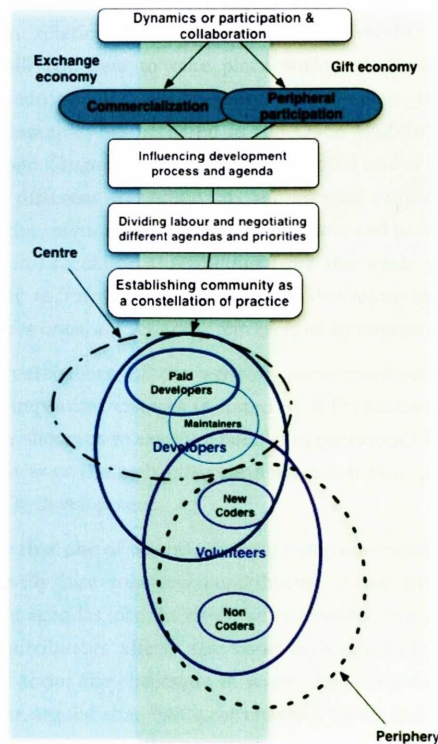 Dynamics or participation &
collaboration
Exchange
economy
Gift economy
Commercialization
Peripheral
participation
Influencing development
process and agenda
Dividing labour and negotiating
different agendas and priorities
Centre
Establishing community as
a constellation of practice
Paid
Developers
Maintainers
Developers
New
Coders
Volunteers
Non
Coders
Periphery